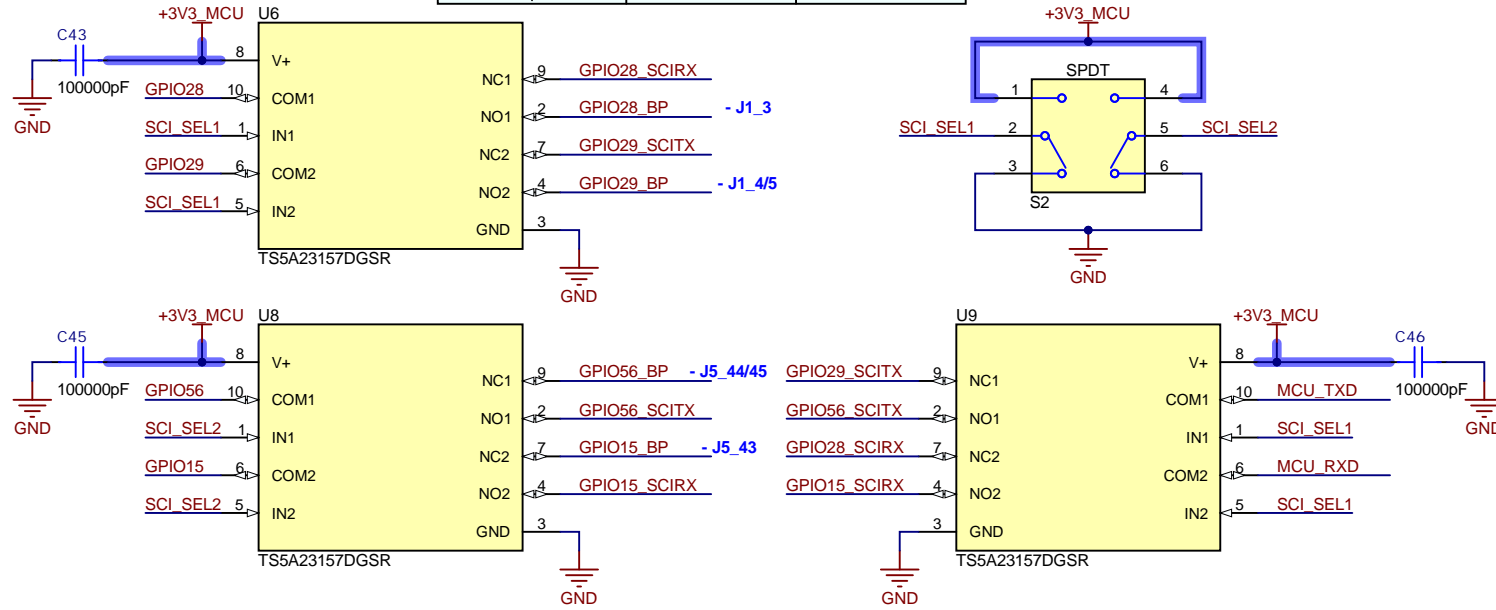 +3V3_MCU
U6
C43
100000pF
GND
8
V+
GPIO28
10
COM1
SCI_SEL1
1
IN1
GPIO29
6
COM2
SCI_SEL1
5
IN2
NC1
9
GPIO28_SCIRX
NO1
2
GPIO28_BP
- J1_3
NC2
7
GPIO29_SCITX
NO2
4
GPIO29_BP
- J1_4/5
GND
3
GND
TS5A23157DGSR
+3V3_MCU
SPDT
1
4
SCI_SEL1
2
5
SCI_SEL2
3
6
S2
GND
+3V3_MCU
U8
C45
100000pF
GND
8
V+
GPIO56
10
COM1
SCI_SEL2
1
IN1
GPIO15
6
COM2
SCI_SEL2
5
IN2
NC1
9
GPIO56_BP
- J5_44/45
NO1
2
GPIO56_SCITX
NC2
7
GPIO15_BP
- J5_43
NO2
4
GPIO15_SCIRX
GND
3
GND
TS5A23157DGSR
U9
+3V3_MCU
C46
100000pF
GND
GPIO29_SCITX
9
NC1
GPIO56_SCITX
2
NO1
GPIO28_SCIRX
7
NC2
GPIO15_SCIRX
4
NO2
3
GND
GND
V+
8
COM1
10
MCU_TXD
IN1
1
SCI_SEL1
COM2
6
MCU_RXD
IN2
5
SCI_SEL1
TS5A23157DGSR